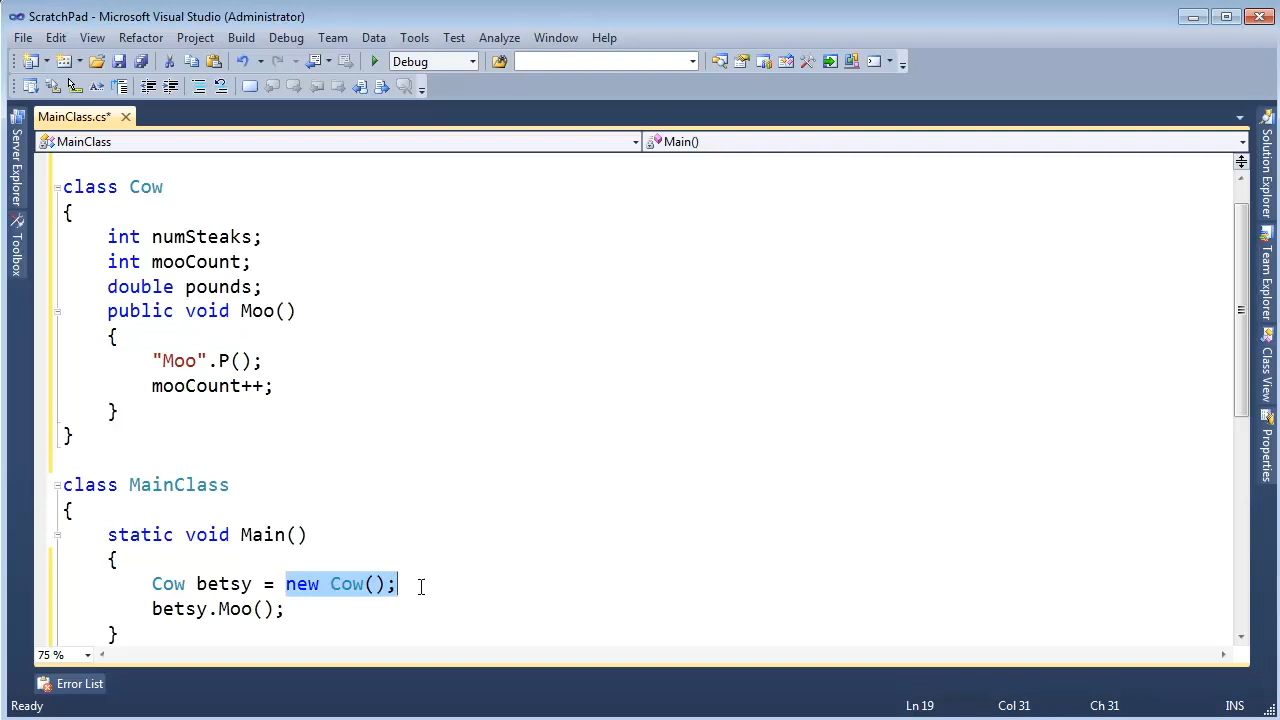 ScratchPad - Microsoft Visual Studio (Administrator)
File Edit View Refactor Project Build Debug Team Data Tools Test Analyze Window Help
Debug
MainClass.cs*
MainClass Main()
class Cow
{
int numSteaks;
int mooCount;
double pounds;
public void Moo()
{
"Moo".P();
mooCount++;
}
}
class MainClass
{
static void Main()
{
Cow betsy = new Cow();
betsy.Moo();
}
75 %
Server Explorer
Toolbox
Solution Explorer
Team Explorer
Class View
Properties
Error List
Ready Ln 19 Col 31 Ch 31 INS